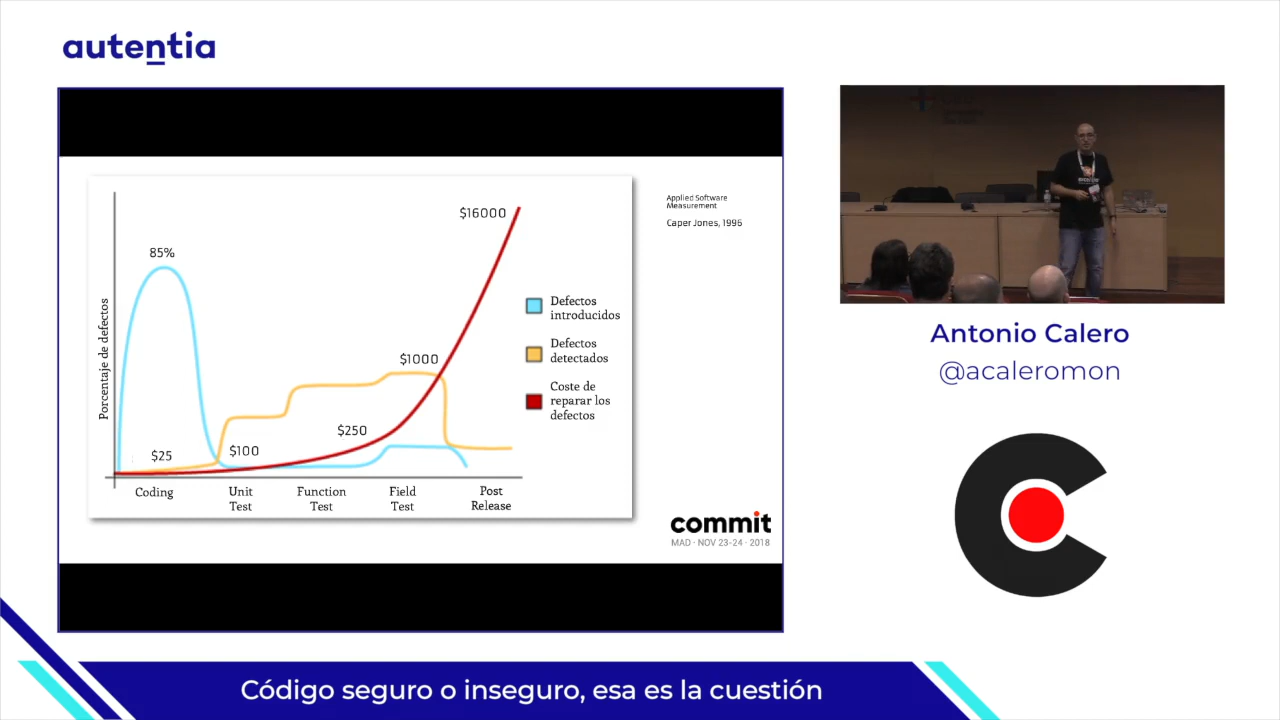 autentia
$16000
85%
$1000
$250
$100
$25
Porcentaje de defectos
Coding
Unit
Test
Function
Test
Field
Test
Post
Release
Defectos
introducidos
Defectos
detectados
Coste de
reparar los
defectos
Applied Software
Measurement
Caper Jones, 1996
commit
MAD · NOV 23-24 · 2018
Antonio Calero
@acaleromon
Código seguro o inseguro, esa es la cuestión